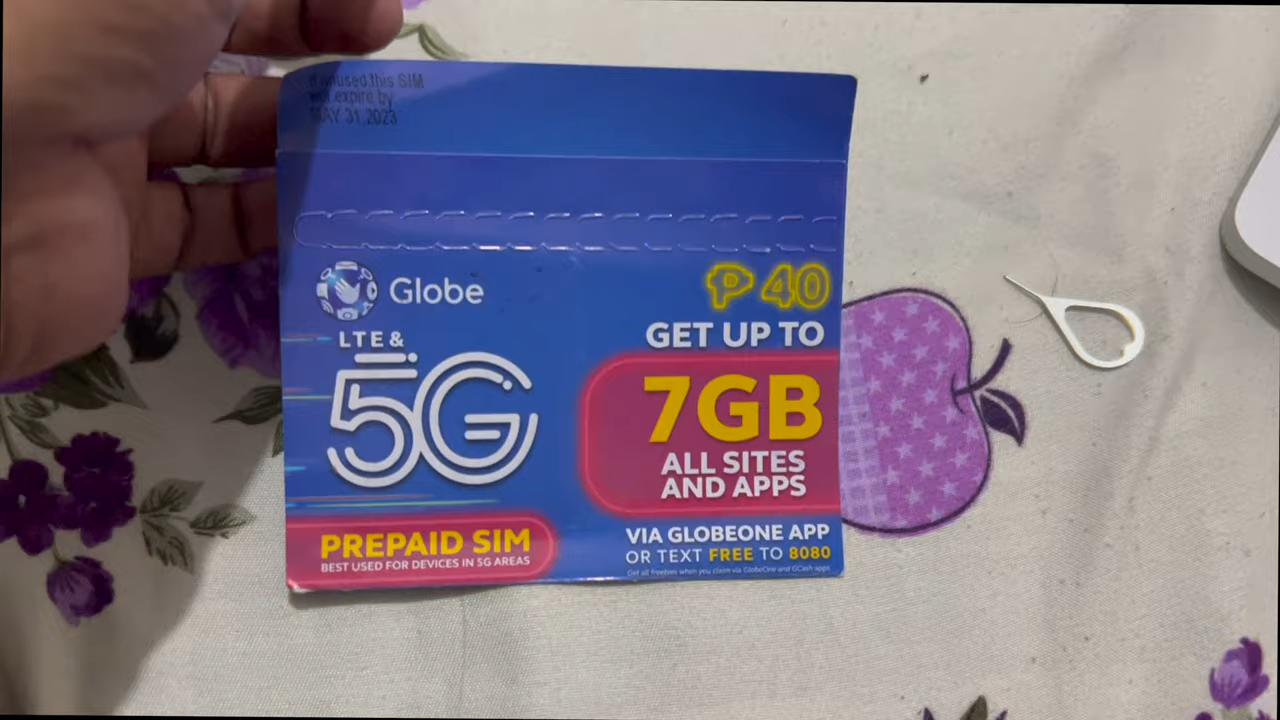 If unused this SIM
will expire by
MAY 31,2023
Globe
LTE &
5G
PREPAID SIM
BEST USED FOR DEVICES IN 5G AREAS
₱40
GET UP TO
7GB
ALL SITES
AND APPS
VIA GLOBEONE APP
OR TEXT FREE TO 8080
Get all freebies when you claim via GlobeOne and GCash apps